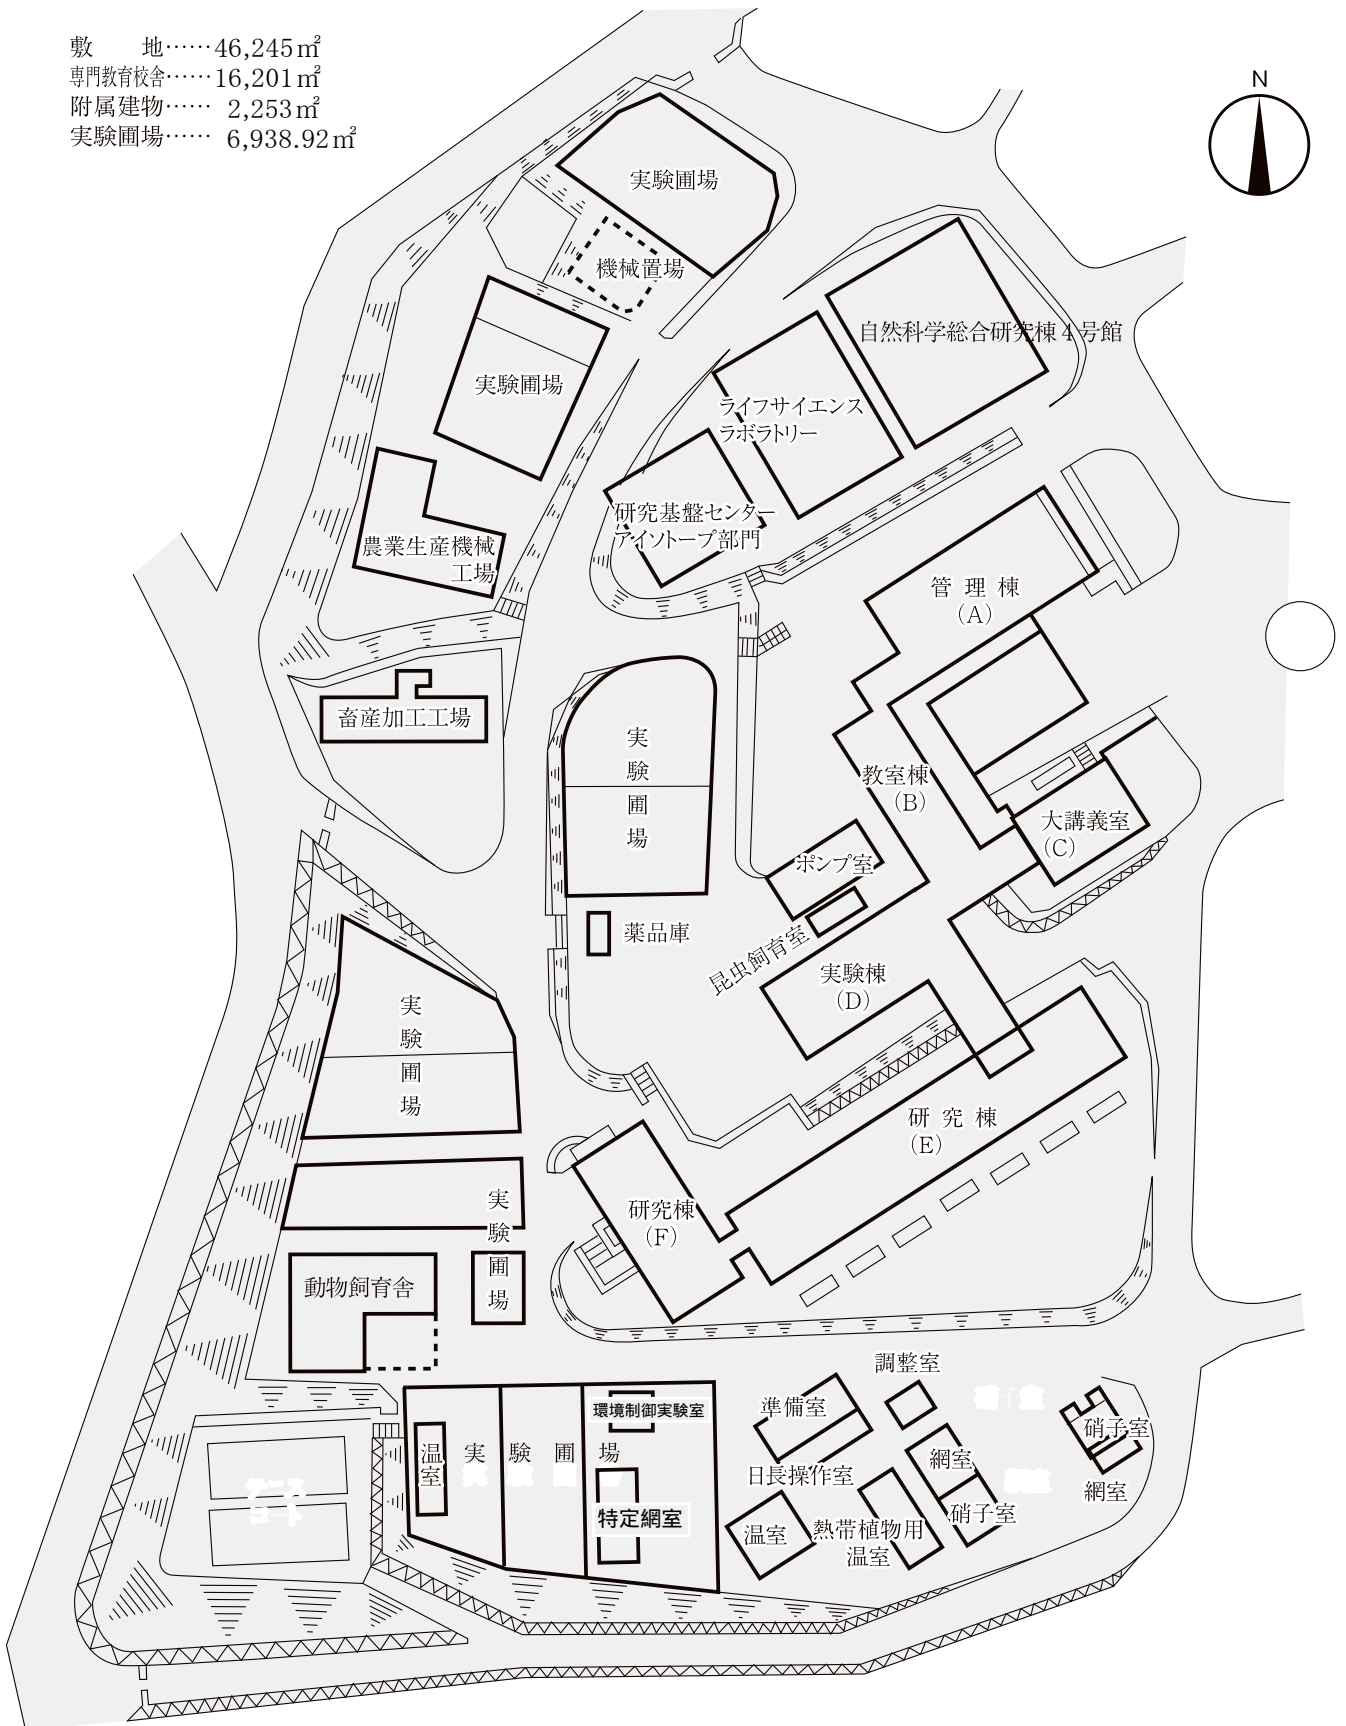 敷　　地……46,245㎡
専門教育校舎……16,201㎡
附属建物…… 2,253㎡
実験圃場…… 6,938.92㎡
N
実験圃場
機械置場
自然科学総合研究棟4号館
実験圃場
ライフサイエンス
ラボラトリー
研究基盤センター
アイソトープ部門
農業生産機械
工場
管 理 棟
(A)
畜産加工工場
実験圃場
教室棟
(B)
大講義室
(C)
ポンプ室
薬品庫
昆虫飼育室
実験棟
(D)
実験圃場
研 究 棟
(E)
実験圃場
研究棟
(F)
動物飼育舎
調整室
環境制御実験室
準備室
硝子室
硝子室
温室
実 験 圃 場
網室
日長操作室
網室
テニス
コート
特定網室
硝子室
温室
熱帯植物用
温室